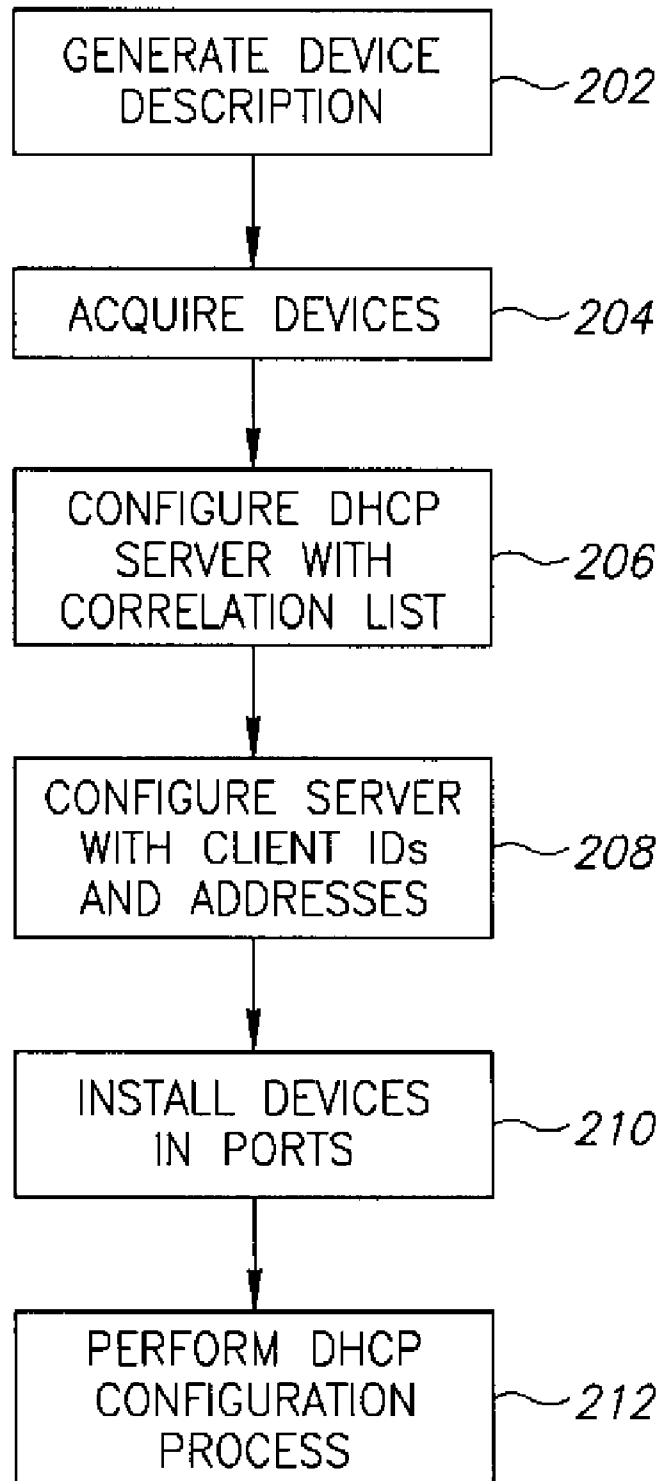 GENERATE DEVICE
DESCRIPTION
202
ACQUIRE DEVICES
204
CONFIGURE DHCP
SERVER WITH
CORRELATION LIST
206
CONFIGURE SERVER
WITH CLIENT IDs
AND ADDRESSES
208
INSTALL DEVICES
IN PORTS
210
PERFORM DHCP
CONFIGURATION
PROCESS
212